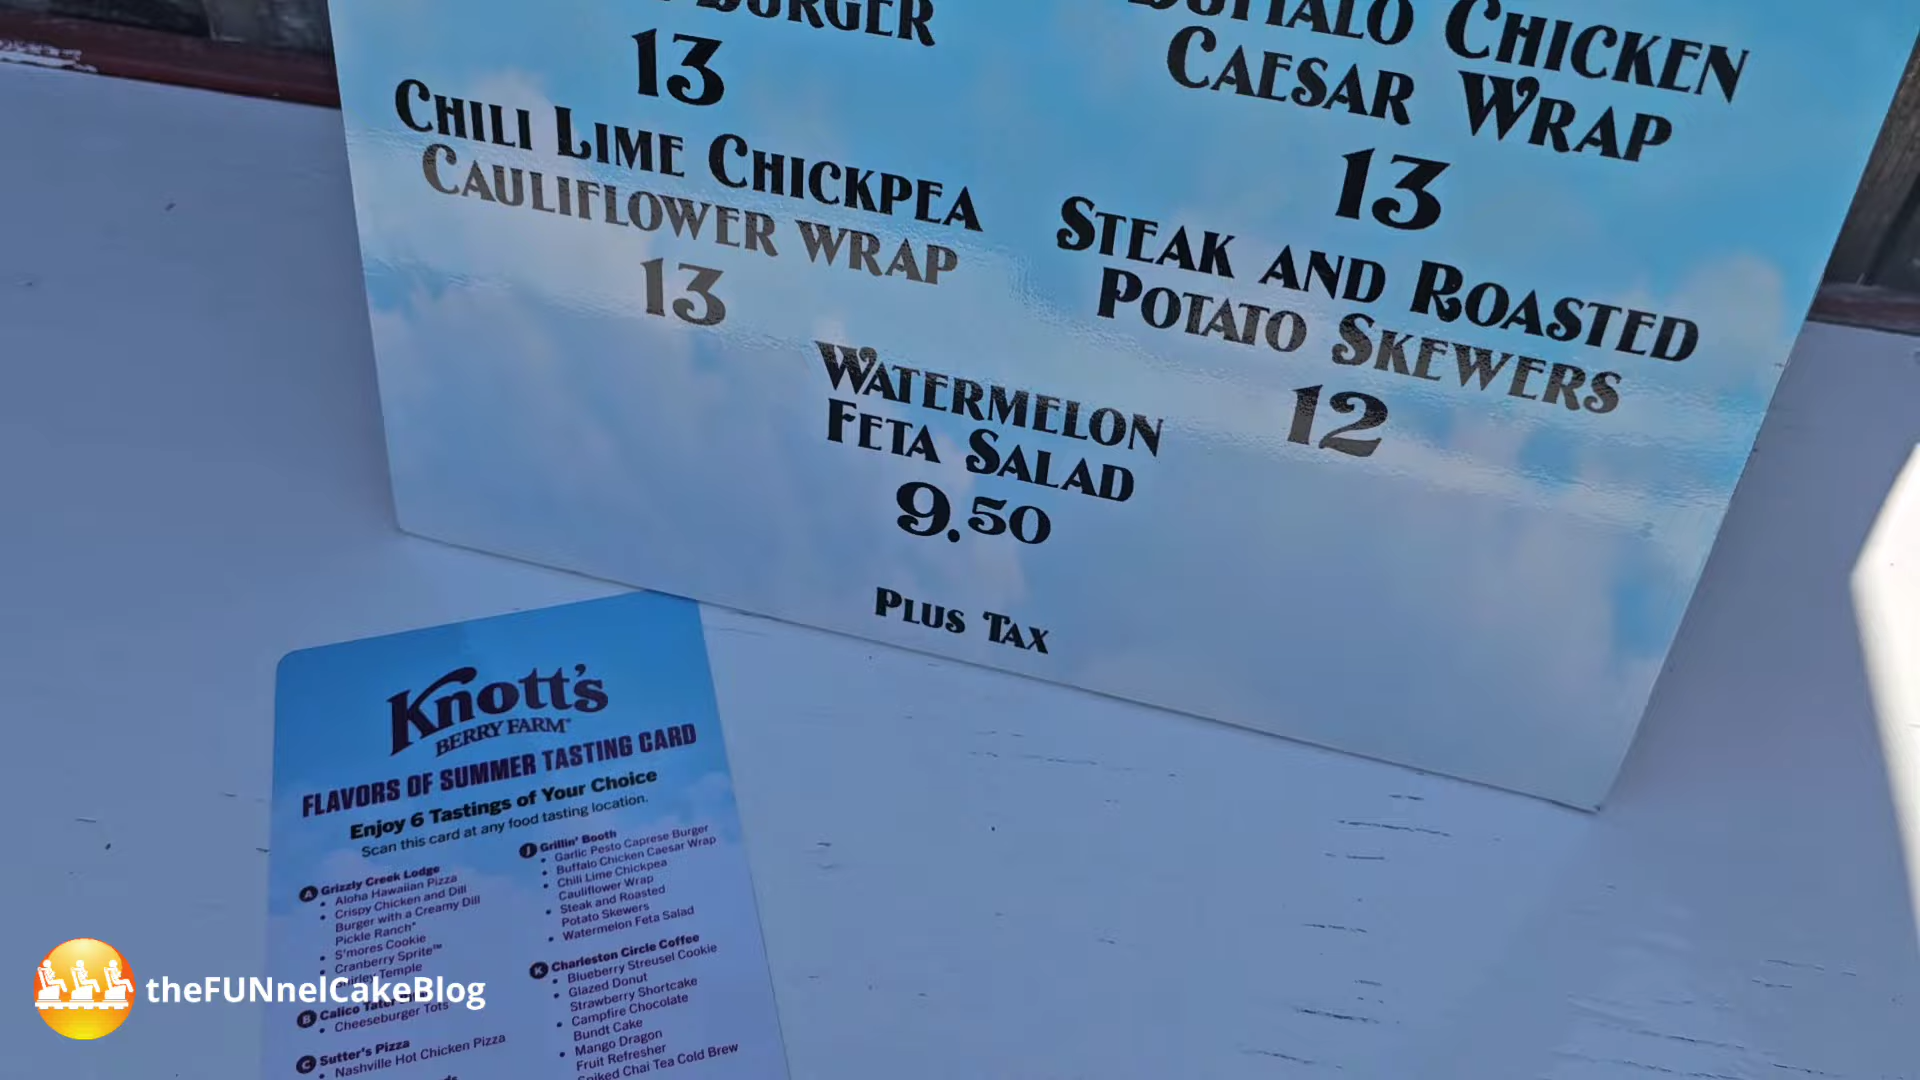 BURGER
13
CHILI LIME CHICKPEA
CAULIFLOWER WRAP
13
BUFFALO CHICKEN
CAESAR WRAP
13
STEAK AND ROASTED
POTATO SKEWERS
12
WATERMELON
FETA SALAD
9.50
PLUS TAX
Knott's
BERRY FARM®
FLAVORS OF SUMMER TASTING CARD
Enjoy 6 Tastings of Your Choice
Scan this card at any food tasting location.
A Grizzly Creek Lodge
• Aloha Hawaiian Pizza
• Crispy Chicken and Dill
Burger with a Creamy Dill
Pickle Ranch*
• S'mores Cookie
• Cranberry Sprite™
Shirley Temple
B Calico Tater
• Cheeseburger Tots
C Sutter's Pizza
• Nashville Hot Chicken Pizza
J Grillin' Booth
• Garlic Pesto Caprese Burger
• Buffalo Chicken Caesar Wrap
• Chili Lime Chickpea
Cauliflower Wrap
• Steak and Roasted
Potato Skewers
• Watermelon Feta Salad
K Charleston Circle Coffee
• Blueberry Streusel Cookie
• Glazed Donut
Strawberry Shortcake
• Campfire Chocolate
Bundt Cake
• Mango Dragon
Fruit Refresher
Spiked Chai Tea Cold Brew
theFUNnelCakeBlog